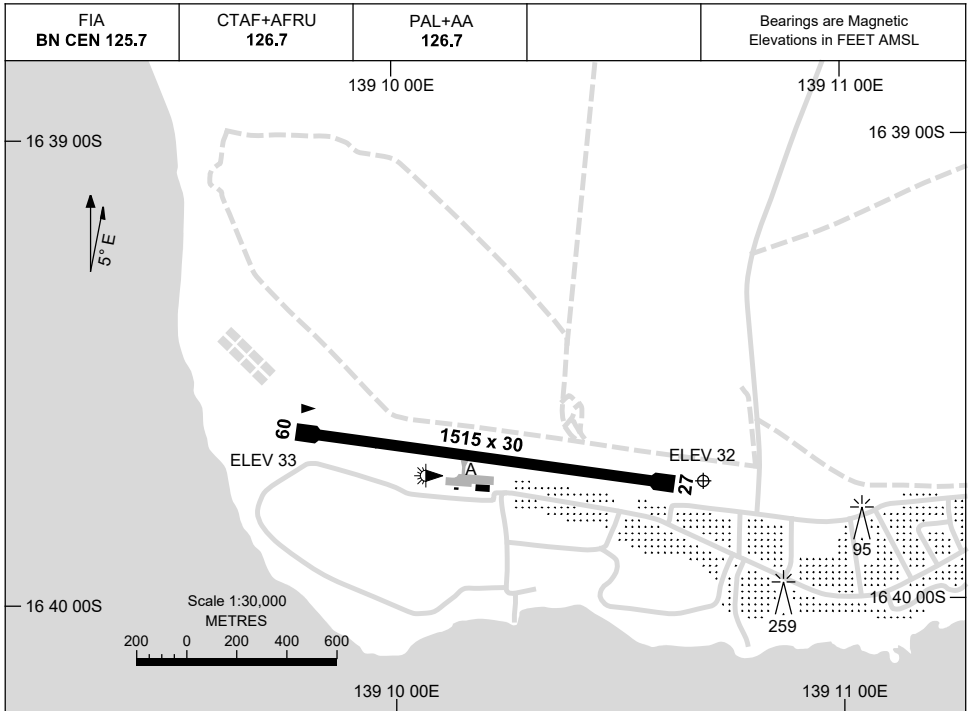 FIA
BN CEN 125.7
CTAF+AFRU
126.7
PAL+AA
126.7
Bearings are Magnetic
Elevations in FEET AMSL
139 10 00E
139 11 00E
16 39 00S
16 39 00S
5° E
09
1515 x 30
ELEV 33
ELEV 32
A
27
95
16 40 00S
16 40 00S
259
Scale 1:30,000
METRES
200 0 200 400 600
139 10 00E
139 11 00E